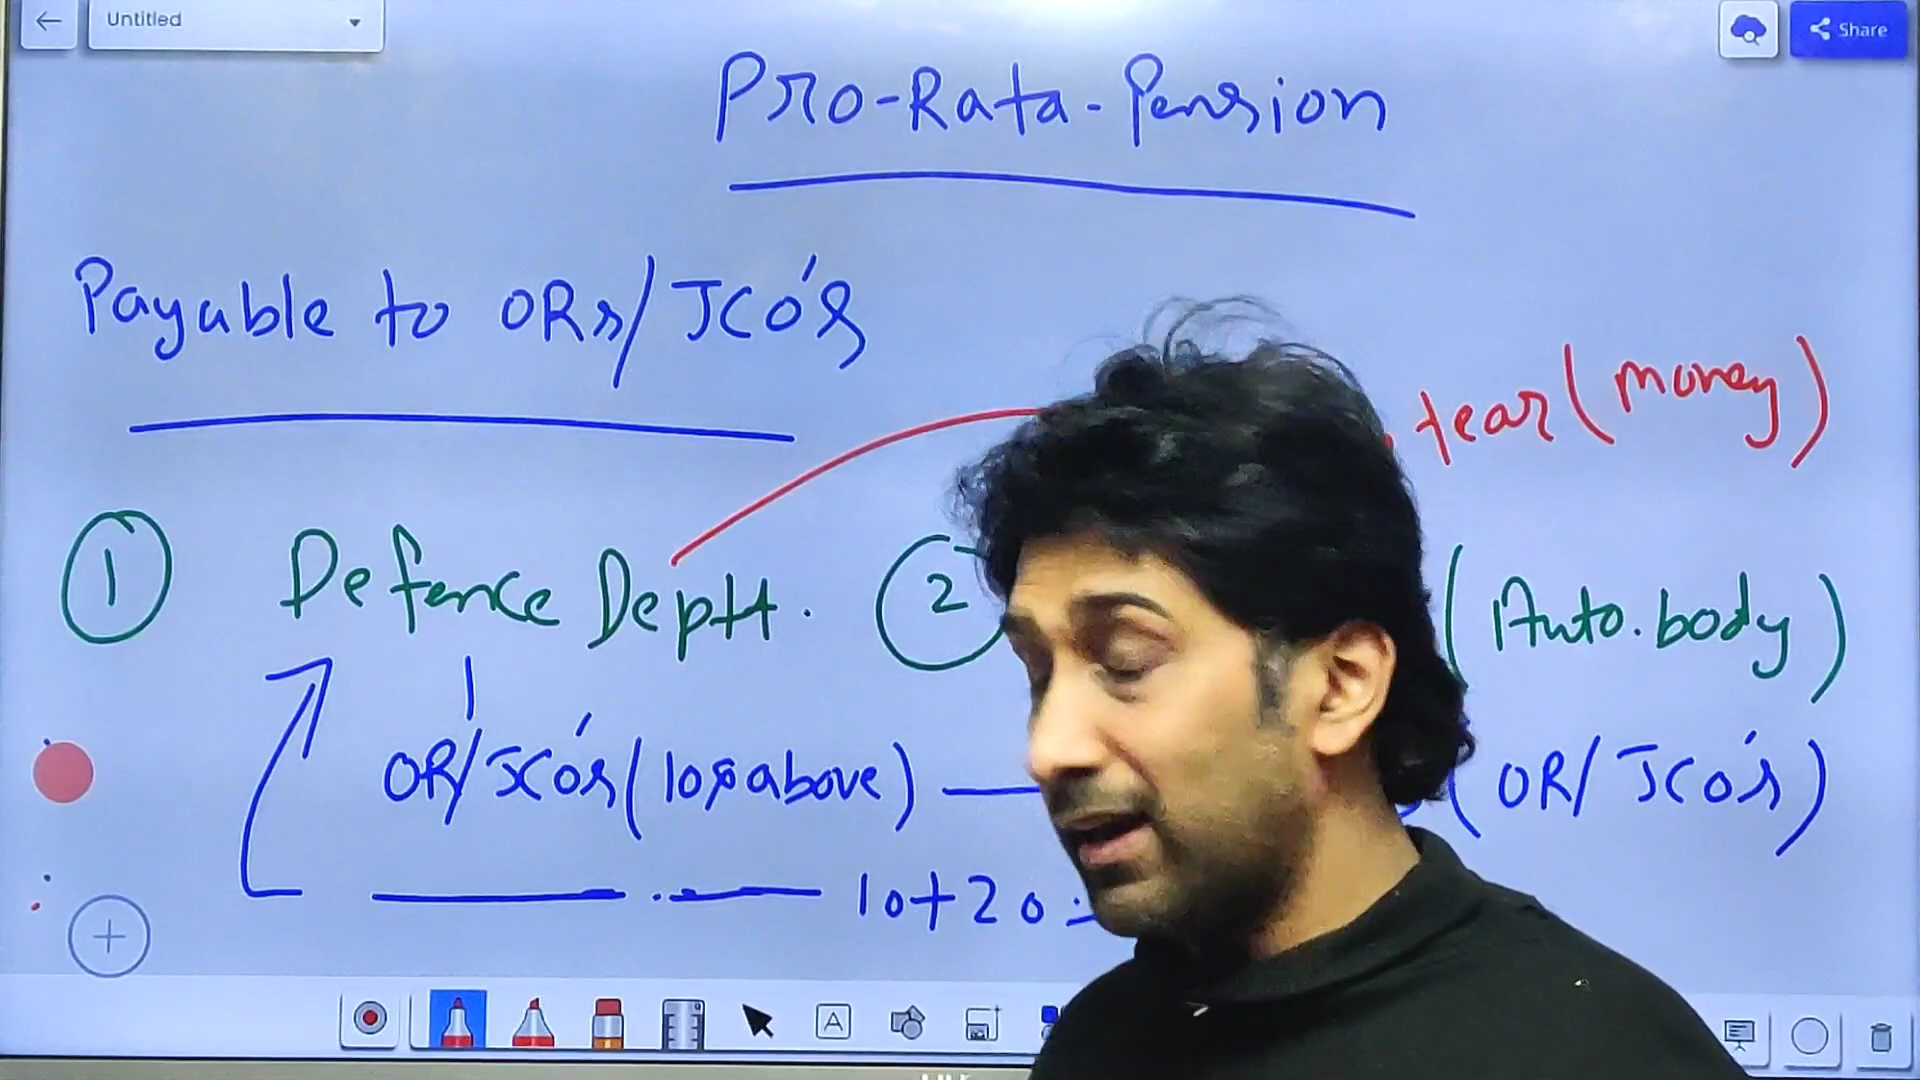 Untitled
Share
Pro-Rata-Pension
Payable to ORs/JCO's
tear (money)
1 Defence Deptt. 2 (Auto. body)
OR/JCO's (10 & above) (OR/JCO's)
10+20
A